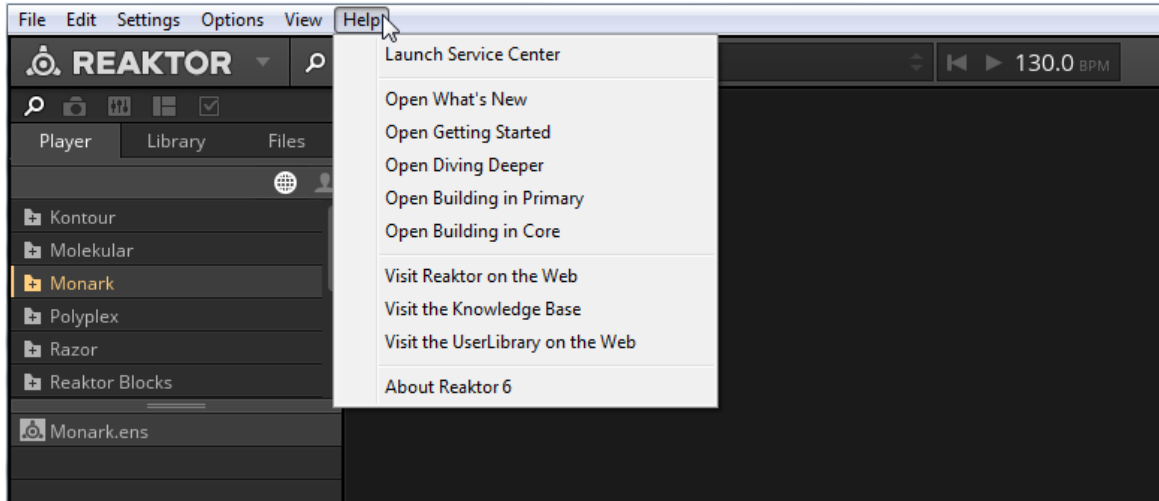 File Edit Settings Options View Help
REAKTOR
130.0 BPM
Player Library Files
Kontour
Molekular
Monark
Polyplex
Razor
Reaktor Blocks
Monark.ens
Launch Service Center
Open What's New
Open Getting Started
Open Diving Deeper
Open Building in Primary
Open Building in Core
Visit Reaktor on the Web
Visit the Knowledge Base
Visit the UserLibrary on the Web
About Reaktor 6